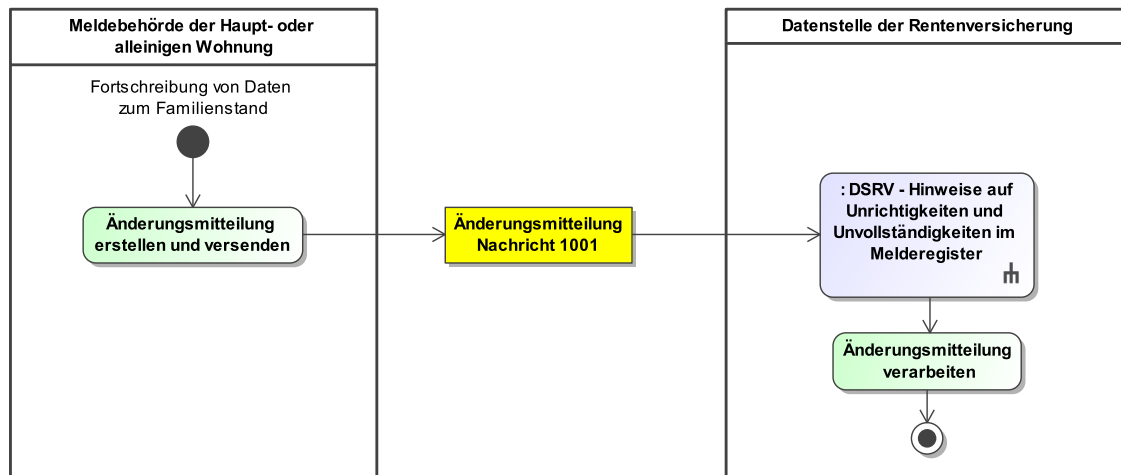 Meldebehörde der Haupt- oder
alleinigen Wohnung
Fortschreibung von Daten
zum Familienstand
Änderungsmitteilung
erstellen und versenden
Änderungsmitteilung
Nachricht 1001
Datenstelle der Rentenversicherung
: DSRV - Hinweise auf
Unrichtigkeiten und
Unvollständigkeiten im
Melderegister
Änderungsmitteilung
verarbeiten